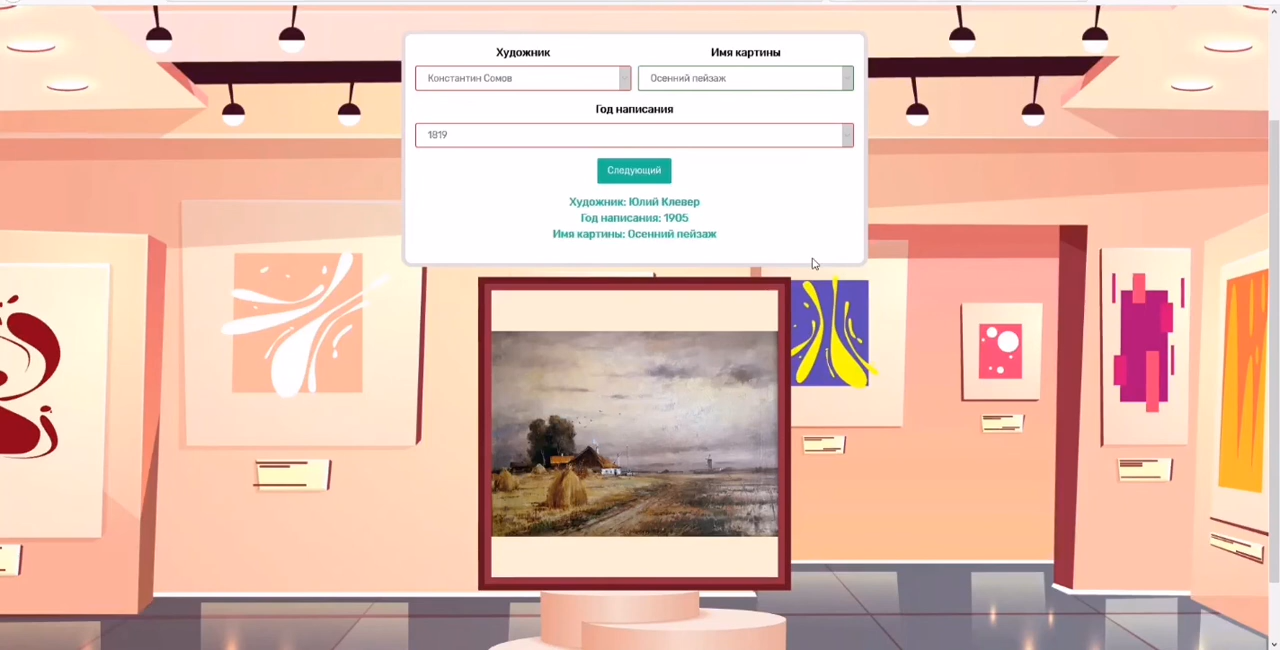 Художник
Имя картины
Константин Сомов
Осенний пейзаж
Год написания
1819
Следующий
Художник: Юлий Клевер
Год написания: 1905
Имя картины: Осенний пейзаж